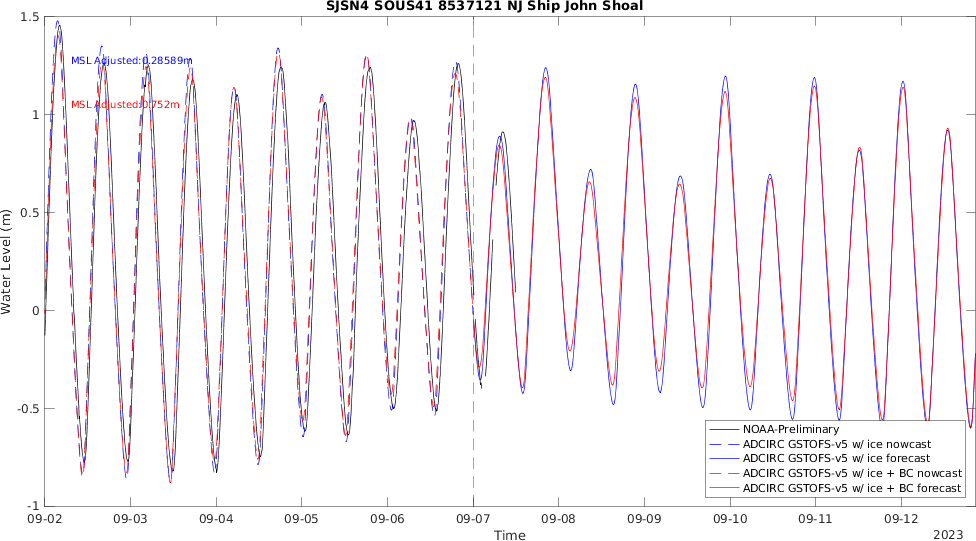 SJSN4 SOUS41 8537121 NJ Ship John Shoal
1.5
MSL Adjusted:0.28589m
MSL Adjusted:0.752m
1
0.5
0
-0.5
-1
Water Level (m)
NOAA-Preliminary
ADCIRC GSTOFS-v5 w/ ice nowcast
ADCIRC GSTOFS-v5 w/ ice forecast
ADCIRC GSTOFS-v5 w/ ice + BC nowcast
ADCIRC GSTOFS-v5 w/ ice + BC forecast
09-02 09-03 09-04 09-05 09-06 09-07 09-08 09-09 09-10 09-11 09-12
Time
2023